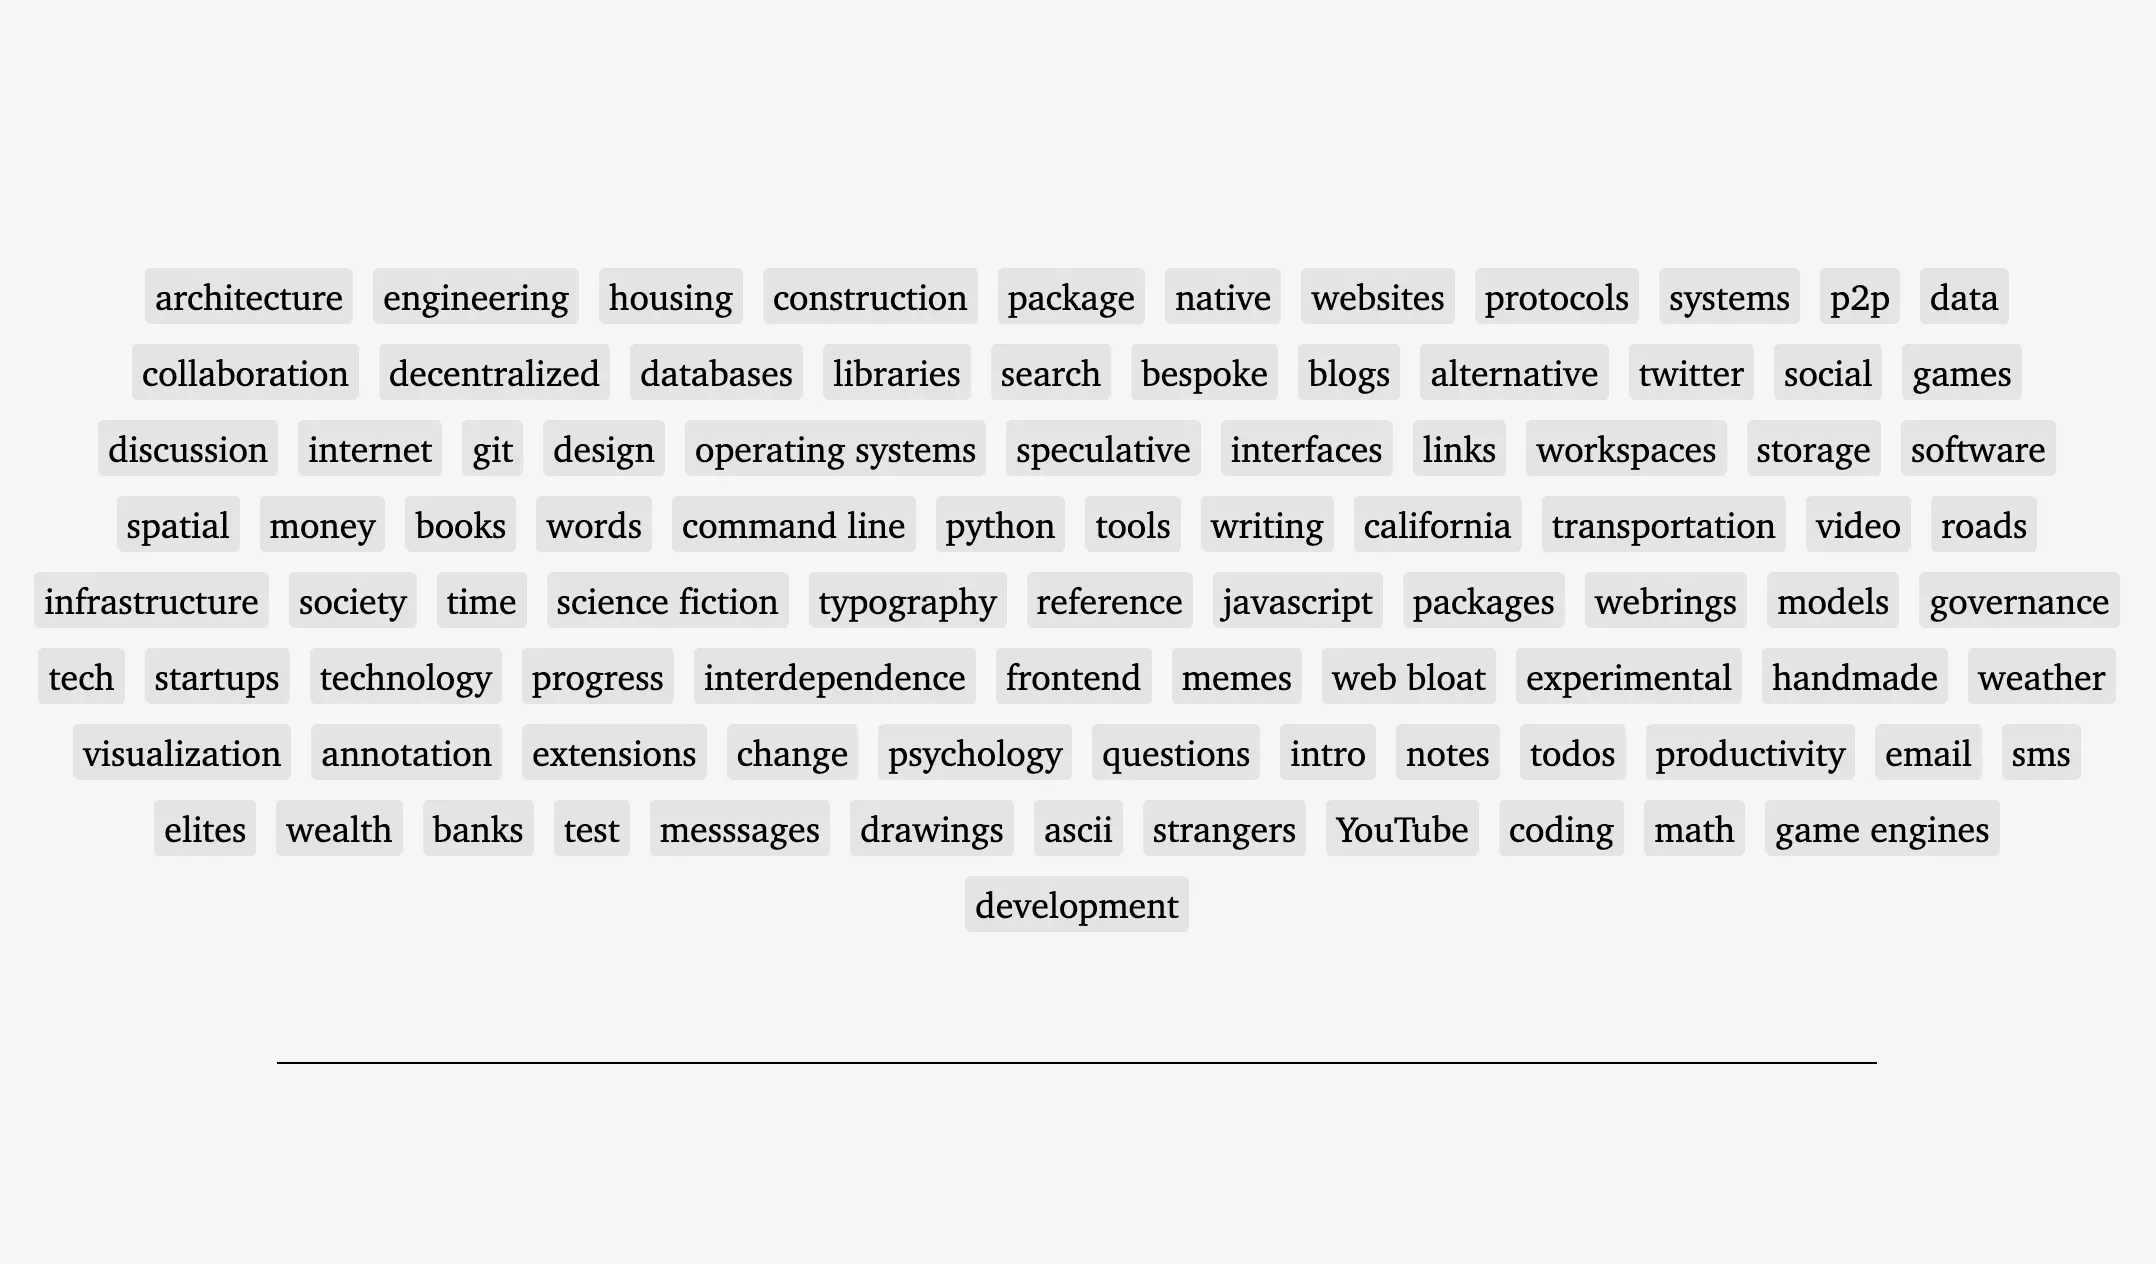 architecture engineering housing construction package native websites protocols systems p2p data
collaboration decentralized databases libraries search bespoke blogs alternative twitter social games
discussion internet git design operating systems speculative interfaces links workspaces storage software
spatial money books words command line python tools writing california transportation video roads
infrastructure society time science fiction typography reference javascript packages webrings models governance
tech startups technology progress interdependence frontend memes web bloat experimental handmade weather
visualization annotation extensions change psychology questions intro notes todos productivity email sms
elites wealth banks test messsages drawings ascii strangers YouTube coding math game engines
development